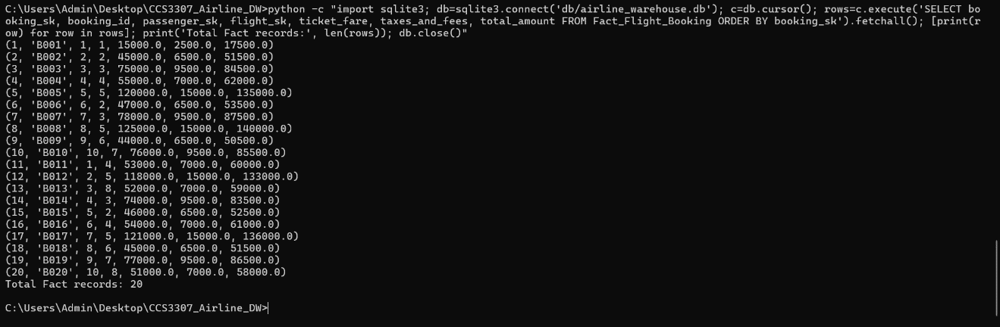 C:\Users\Admin\Desktop\CCS3307_Airline_DW>python -c "import sqlite3; db=sqlite3.connect('db/airline_warehouse.db'); c=db.cursor(); rows=c.execute('SELECT bo
oking_sk, booking_id, passenger_sk, flight_sk, ticket_fare, taxes_and_fees, total_amount FROM Fact_Flight_Booking ORDER BY booking_sk').fetchall(); [print(r
ow) for row in rows]; print('Total Fact records:', len(rows)); db.close()"
(1, 'B001', 1, 1, 15000.0, 2500.0, 17500.0)
(2, 'B002', 2, 2, 45000.0, 6500.0, 51500.0)
(3, 'B003', 3, 3, 75000.0, 9500.0, 84500.0)
(4, 'B004', 4, 4, 55000.0, 7000.0, 62000.0)
(5, 'B005', 5, 5, 120000.0, 15000.0, 135000.0)
(6, 'B006', 6, 2, 47000.0, 6500.0, 53500.0)
(7, 'B007', 7, 3, 78000.0, 9500.0, 87500.0)
(8, 'B008', 8, 5, 125000.0, 15000.0, 140000.0)
(9, 'B009', 9, 6, 44000.0, 6500.0, 50500.0)
(10, 'B010', 10, 7, 76000.0, 9500.0, 85500.0)
(11, 'B011', 1, 4, 53000.0, 7000.0, 60000.0)
(12, 'B012', 2, 5, 118000.0, 15000.0, 133000.0)
(13, 'B013', 3, 8, 52000.0, 7000.0, 59000.0)
(14, 'B014', 4, 3, 74000.0, 9500.0, 83500.0)
(15, 'B015', 5, 2, 46000.0, 6500.0, 52500.0)
(16, 'B016', 6, 4, 54000.0, 7000.0, 61000.0)
(17, 'B017', 7, 5, 121000.0, 15000.0, 136000.0)
(18, 'B018', 8, 6, 45000.0, 6500.0, 51500.0)
(19, 'B019', 9, 7, 77000.0, 9500.0, 86500.0)
(20, 'B020', 10, 8, 51000.0, 7000.0, 58000.0)
Total Fact records: 20
C:\Users\Admin\Desktop\CCS3307_Airline_DW>